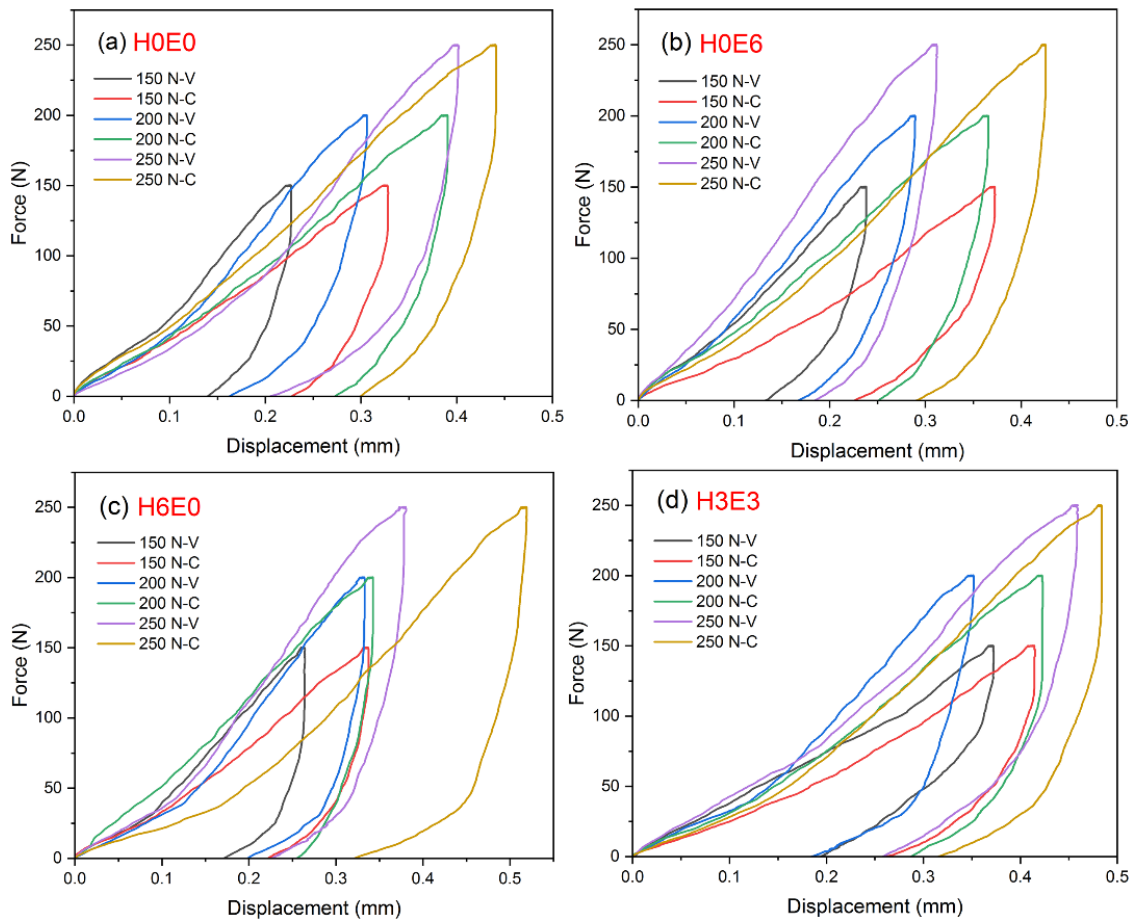 (a) H0E0
150 N-V
150 N-C
200 N-V
200 N-C
250 N-V
250 N-C
Force (N)
250
200
150
100
50
0
0.0 0.1 0.2 0.3 0.4 0.5
Displacement (mm)
(b) H0E6
150 N-V
150 N-C
200 N-V
200 N-C
250 N-V
250 N-C
Force (N)
250
200
150
100
50
0
0.0 0.1 0.2 0.3 0.4 0.5
Displacement (mm)
(c) H6E0
150 N-V
150 N-C
200 N-V
200 N-C
250 N-V
250 N-C
Force (N)
250
200
150
100
50
0
0.0 0.1 0.2 0.3 0.4 0.5
Displacement (mm)
(d) H3E3
150 N-V
150 N-C
200 N-V
200 N-C
250 N-V
250 N-C
Force (N)
250
200
150
100
50
0
0.0 0.1 0.2 0.3 0.4 0.5
Displacement (mm)